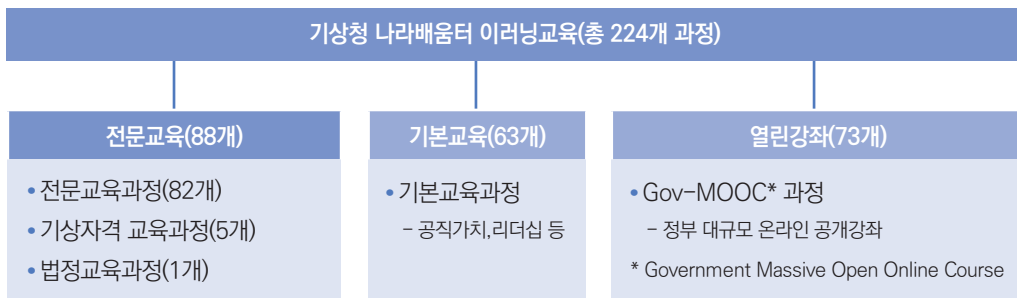 기상청 나라배움터 이러닝교육(총 224개 과정)
전문교육(88개)
• 전문교육과정(82개)
• 기상자격 교육과정(5개)
• 법정교육과정(1개)
기본교육(63개)
• 기본교육과정
- 공직가치,리더십 등
열린강좌(73개)
• Gov-MOOC* 과정
- 정부 대규모 온라인 공개강좌
* Government Massive Open Online Course